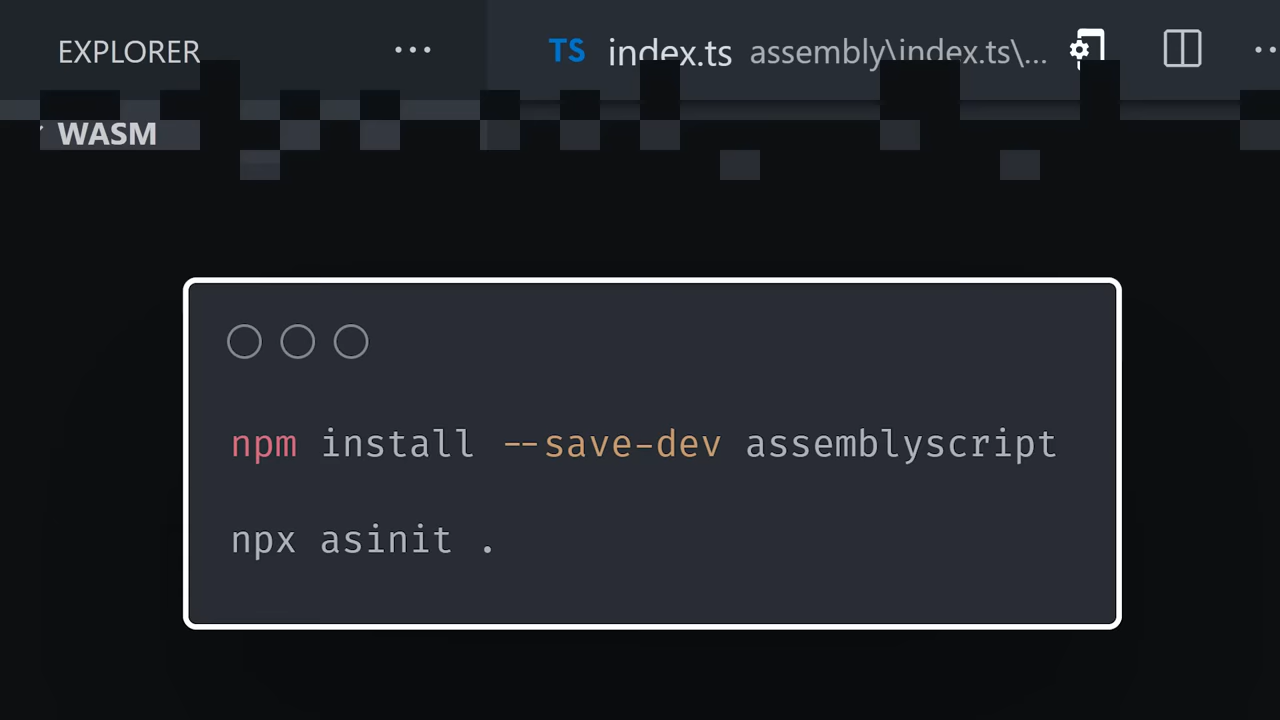 EXPLORER ...
TS index.ts assembly\index.ts\...
WASM
npm install --save-dev assemblyscript
npx asinit .